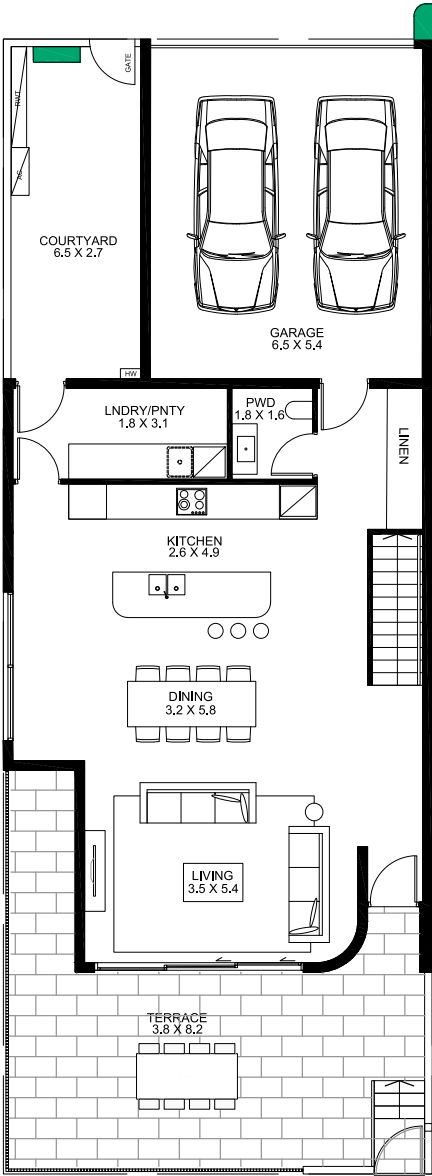 GATE
RWT
AC
COURTYARD
6.5 X 2.7
GARAGE
6.5 X 5.4
HW
LNDRY/PNTY
1.8 X 3.1
PWD
1.8 X 1.6
LINEN
KITCHEN
2.6 X 4.9
DINING
3.2 X 5.8
LIVING
3.5 X 5.4
TERRACE
3.8 X 8.2